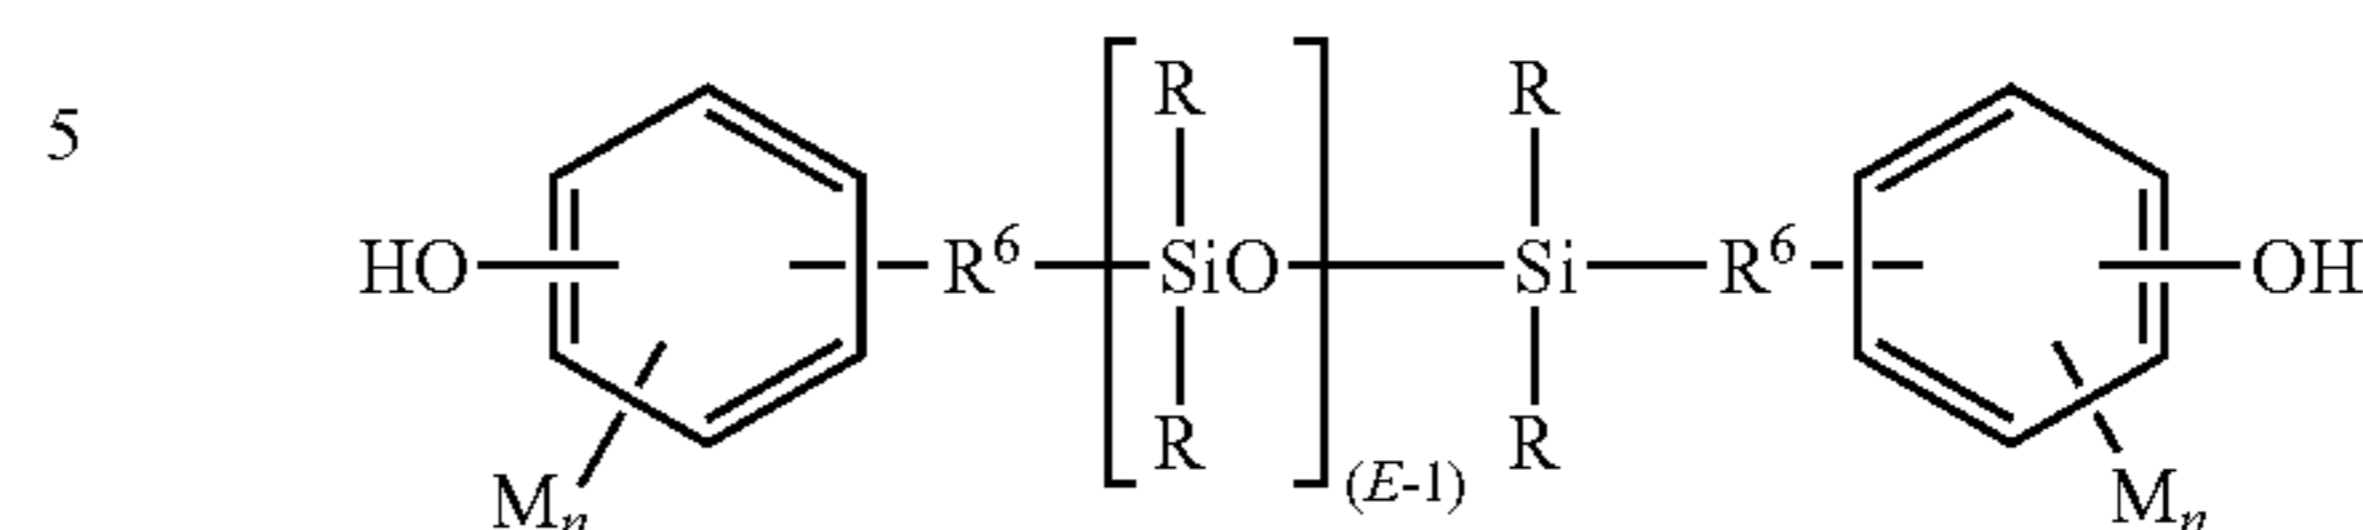 R R
5
HO R⁶ SiO Si R⁶ OH
R R
(E-1)
Mₙ Mₙ